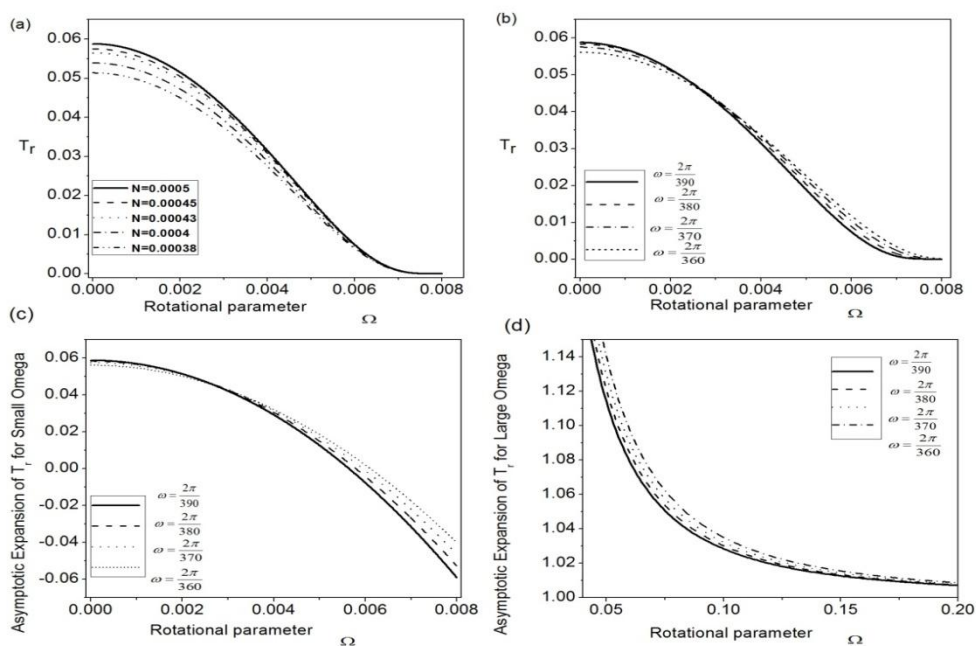 (a)
0.06
0.05
0.04
Tr
0.03
0.02
0.01
0.00
N=0.0005
N=0.00045
N=0.00043
N=0.0004
N=0.00038
0.000 0.002 0.004 0.006 0.008
Rotational parameter Ω
(b)
0.06
0.05
0.04
Tr
0.03
0.02
0.01
0.00
ω=2π/390
ω=2π/380
ω=2π/370
ω=2π/360
0.000 0.002 0.004 0.006 0.008
Rotational parameter Ω
(c)
Asymptotic Expansion of Tr for Small Omega
0.06
0.04
0.02
0.00
-0.02
-0.04
-0.06
ω=2π/390
ω=2π/380
ω=2π/370
ω=2π/360
0.000 0.002 0.004 0.006 0.008
Rotational parameter Ω
(d)
Asymptotic Expansion of Tr for Large Omega
1.14
1.12
1.10
1.08
1.06
1.04
1.02
1.00
ω=2π/390
ω=2π/380
ω=2π/370
ω=2π/360
0.05 0.10 0.15 0.20
Rotational parameter Ω